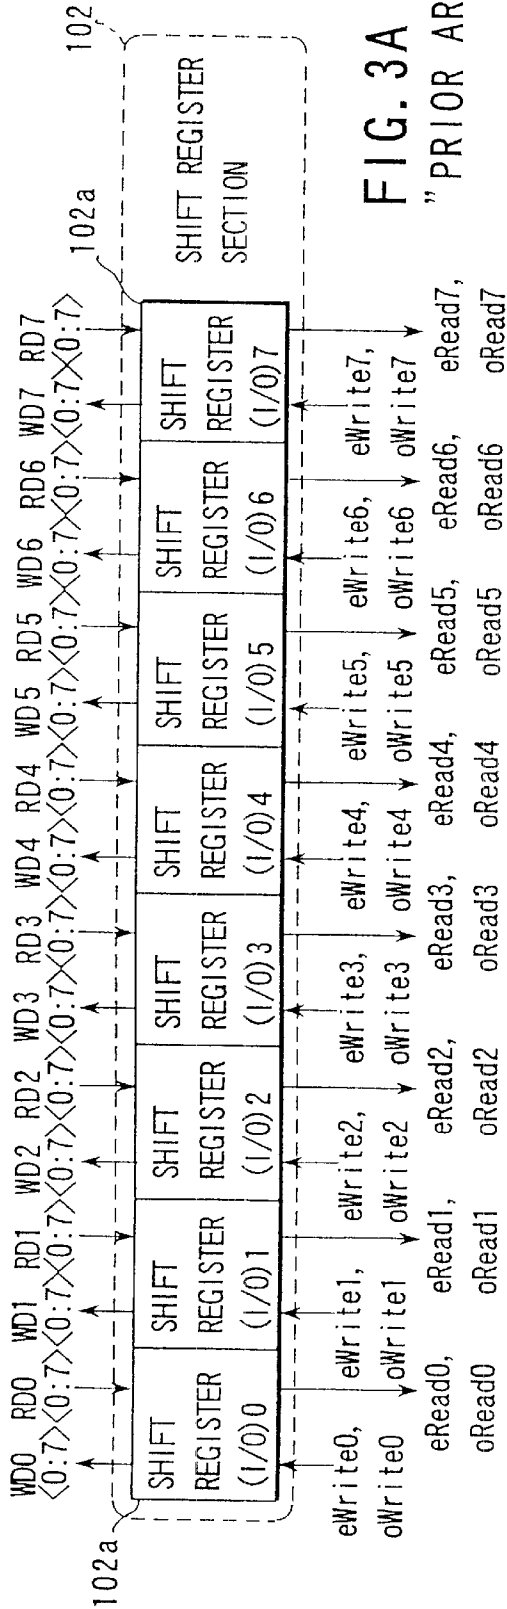 WD0 RD0 WD1 RD1 WD2 RD2 WD3 RD3 WD4 RD4 WD5 RD5 WD6 RD6 WD7 RD7
<0:7><0:7><0:7><0:7><0:7><0:7><0:7><0:7><0:7><0:7><0:7><0:7><0:7><0:7><0:7><0:7>
102a
102a
102
SHIFT
REGISTER
(I/O)0
SHIFT
REGISTER
(I/O)1
SHIFT
REGISTER
(I/O)2
SHIFT
REGISTER
(I/O)3
SHIFT
REGISTER
(I/O)4
SHIFT
REGISTER
(I/O)5
SHIFT
REGISTER
(I/O)6
SHIFT
REGISTER
(I/O)7
SHIFT REGISTER
SECTION
eWrite0,
oWrite0
eRead0,
oRead0
eWrite1,
oWrite1
eRead1,
oRead1
eWrite2,
oWrite2
eRead2,
oRead2
eWrite3,
oWrite3
eRead3,
oRead3
eWrite4,
oWrite4
eRead4,
oRead4
eWrite5,
oWrite5
eRead5,
oRead5
eWrite6,
oWrite6
eRead6,
oRead6
eWrite7,
oWrite7
eRead7,
oRead7
FIG. 3A
"PRIOR AR